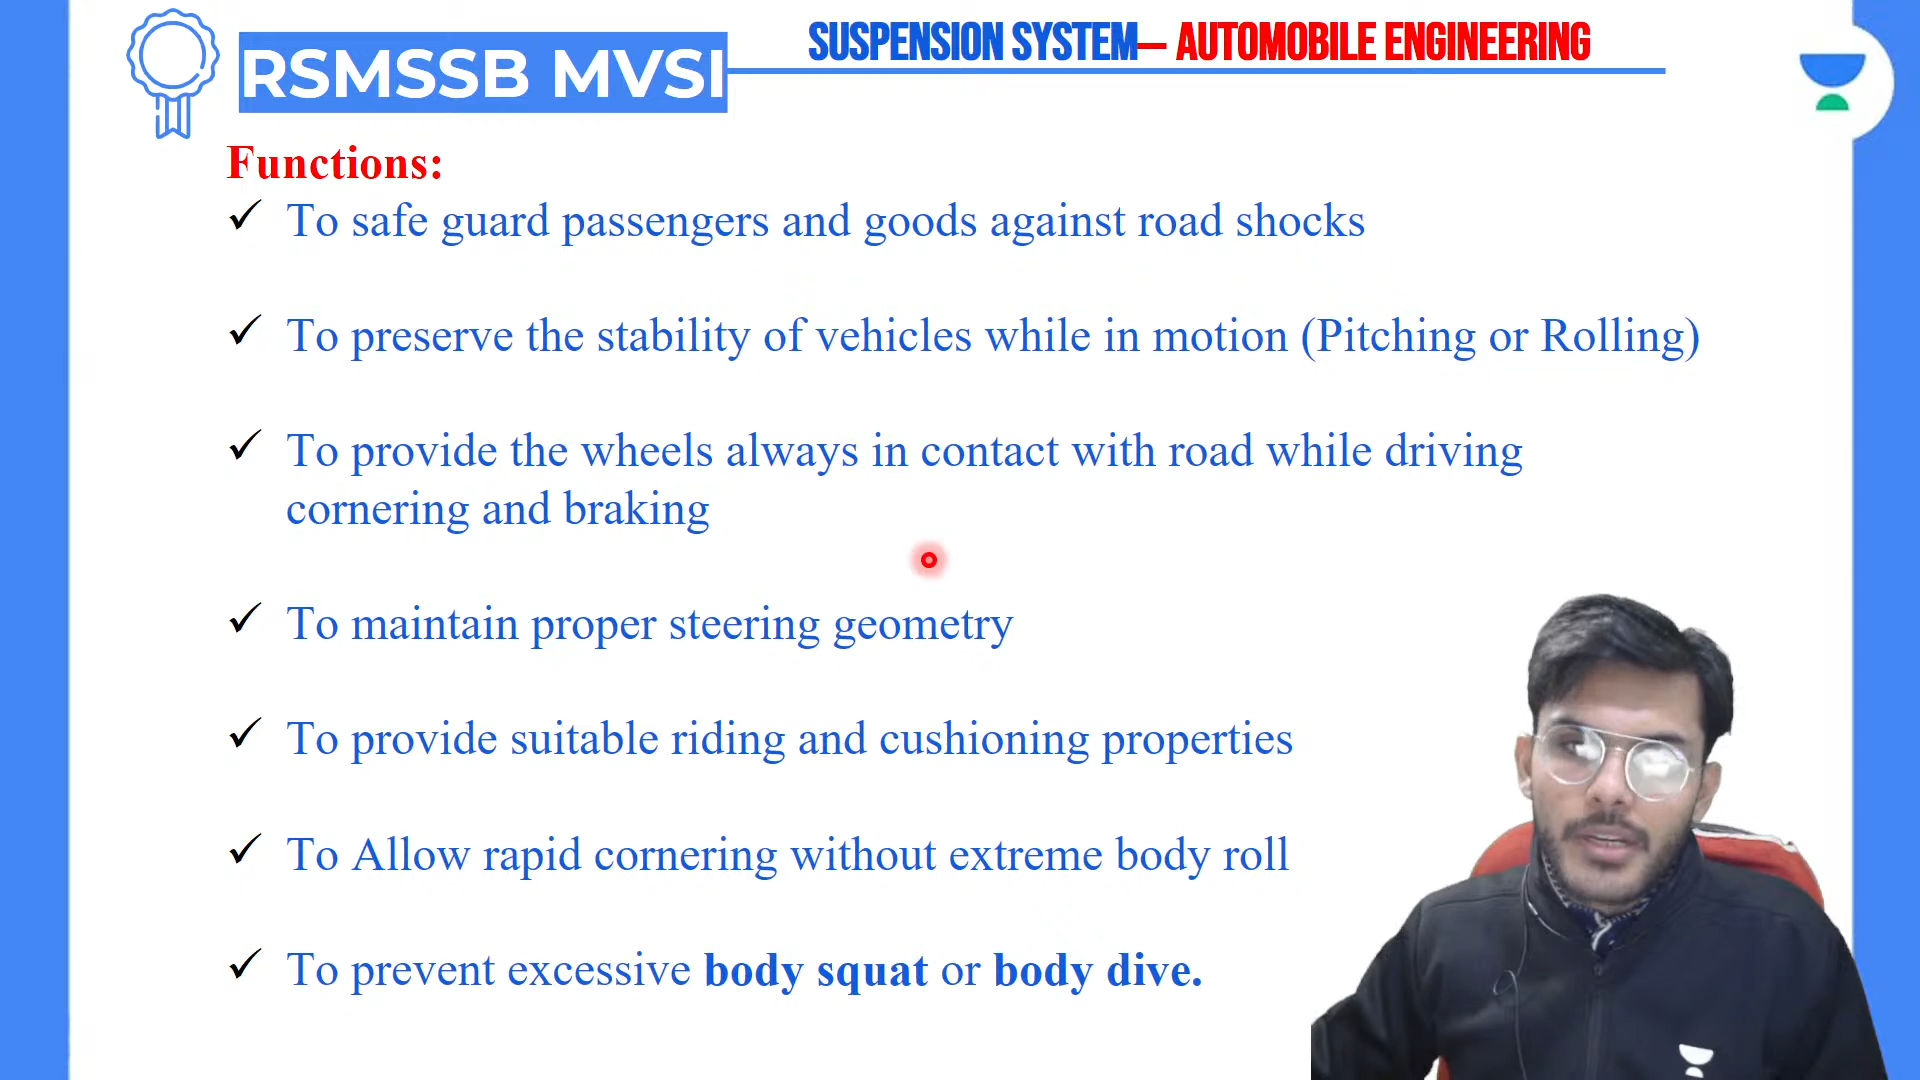 SUSPENSION SYSTEM– AUTOMOBILE ENGINEERING
RSMSSB MVSI
Functions:
✓ To safe guard passengers and goods against road shocks
✓ To preserve the stability of vehicles while in motion (Pitching or Rolling)
✓ To provide the wheels always in contact with road while driving
cornering and braking
✓ To maintain proper steering geometry
✓ To provide suitable riding and cushioning properties
✓ To Allow rapid cornering without extreme body roll
✓ To prevent excessive body squat or body dive.